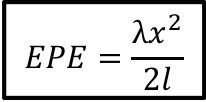 EPE = λx²/2l